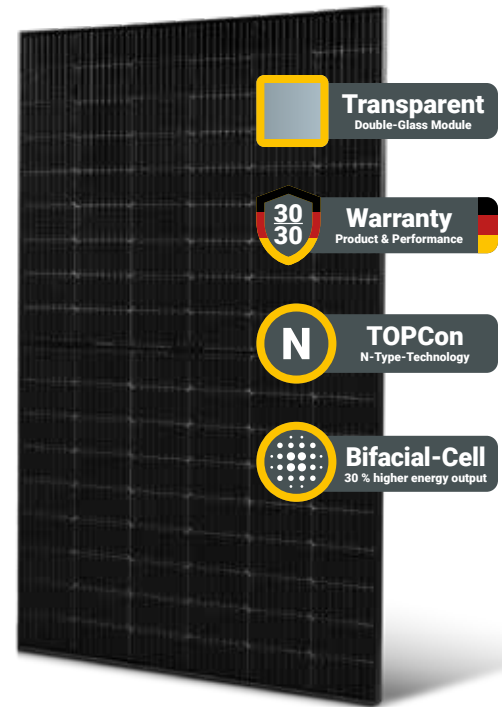 Transparent
Double-Glass Module
30
30
Warranty
Product & Performance
N
TOPCon
N-Type-Technology
Bifacial-Cell
30 % higher energy output